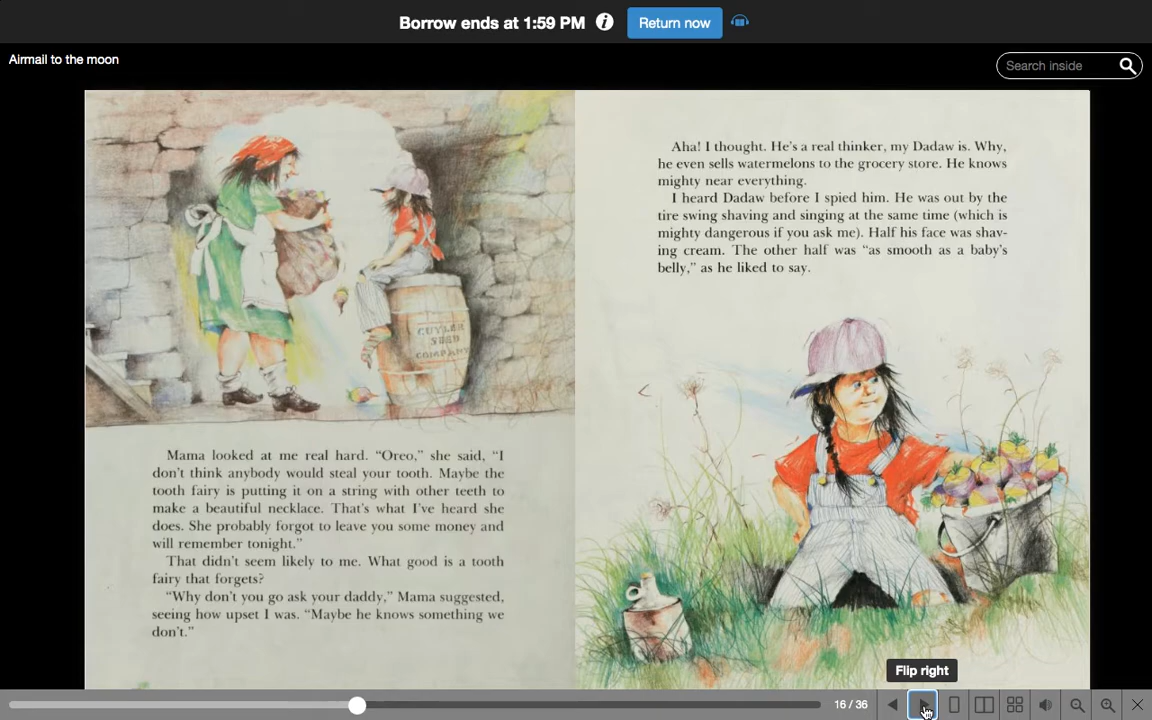 Borrow ends at 1:59 PM i Return now
Airmail to the moon
Search inside
CUYLER
SEED
COMPANY
Mama looked at me real hard. “Oreo,” she said, “I
don’t think anybody would steal your tooth. Maybe the
tooth fairy is putting it on a string with other teeth to
make a beautiful necklace. That’s what I’ve heard she
does. She probably forgot to leave you some money and
will remember tonight.”
That didn’t seem likely to me. What good is a tooth
fairy that forgets?
“Why don’t you go ask your daddy,” Mama suggested,
seeing how upset I was. “Maybe he knows something we
don’t.”
Aha! I thought. He’s a real thinker, my Dadaw is. Why,
he even sells watermelons to the grocery store. He knows
mighty near everything.
I heard Dadaw before I spied him. He was out by the
tire swing shaving and singing at the same time (which is
mighty dangerous if you ask me). Half his face was shav-
ing cream. The other half was “as smooth as a baby’s
belly,” as he liked to say.
Flip right
16 / 36